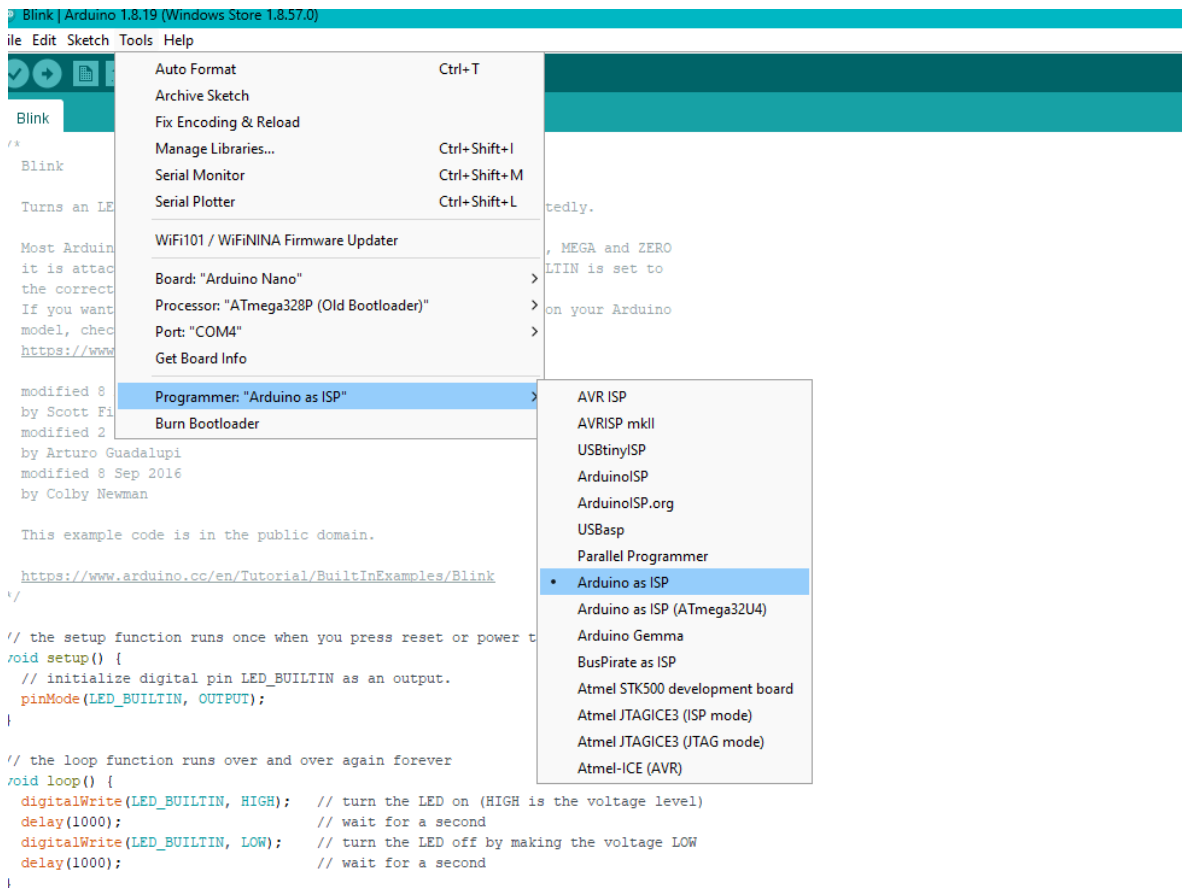 Blink | Arduino 1.8.19 (Windows Store 1.8.57.0)
ile Edit Sketch Tools Help
Auto Format Ctrl+T
Archive Sketch
Fix Encoding & Reload
Manage Libraries... Ctrl+Shift+I
Serial Monitor Ctrl+Shift+M
Serial Plotter Ctrl+Shift+L
WiFi101 / WiFiNINA Firmware Updater
Board: "Arduino Nano"
Processor: "ATmega328P (Old Bootloader)"
Port: "COM4"
Get Board Info
Programmer: "Arduino as ISP"
Burn Bootloader
AVR ISP
AVRISP mkII
USBtinyISP
ArduinoISP
ArduinoISP.org
USBasp
Parallel Programmer
Arduino as ISP
Arduino as ISP (ATmega32U4)
Arduino Gemma
BusPirate as ISP
Atmel STK500 development board
Atmel JTAGICE3 (ISP mode)
Atmel JTAGICE3 (JTAG mode)
Atmel-ICE (AVR)
Blink
/*
Blink
Turns an LE tedly.
Most Arduin , MEGA and ZERO
it is attac LTIN is set to
the correct
If you want on your Arduino
model, chec
https://www
modified 8
by Scott Fi
modified 2
by Arturo Guadalupi
modified 8 Sep 2016
by Colby Newman
This example code is in the public domain.
https://www.arduino.cc/en/Tutorial/BuiltInExamples/Blink
*/
// the setup function runs once when you press reset or power t
void setup() {
// initialize digital pin LED_BUILTIN as an output.
pinMode(LED_BUILTIN, OUTPUT);
}
// the loop function runs over and over again forever
void loop() {
digitalWrite(LED_BUILTIN, HIGH); // turn the LED on (HIGH is the voltage level)
delay(1000); // wait for a second
digitalWrite(LED_BUILTIN, LOW); // turn the LED off by making the voltage LOW
delay(1000); // wait for a second
}